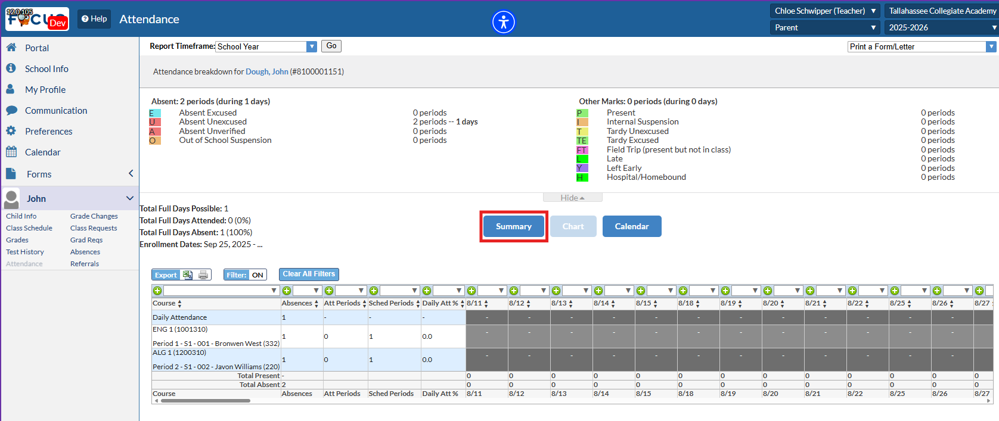 12.0.105
FOCUS
Dev
Help
Attendance
Chloe Schwipper (Teacher) ▼
Tallahassee Collegiate Academy
Parent ▼
2025-2026 ▼
Portal
School Info
My Profile
Communication
Preferences
Calendar
Forms
John
Child Info Grade Changes
Class Schedule Class Requests
Grades Grad Reqs
Test History Absences
Attendance Referrals
Report Timeframe: School Year Go
Print a Form/Letter
Attendance breakdown for Dough, John (#8100001151)
Absent: 2 periods (during 1 days)
E Absent Excused 0 periods
U Absent Unexcused 2 periods -- 1 days
A Absent Unverified 0 periods
O Out of School Suspension 0 periods
Other Marks: 0 periods (during 0 days)
P Present 0 periods
I Internal Suspension 0 periods
T Tardy Unexcused 0 periods
TE Tardy Excused 0 periods
FT Field Trip (present but not in class) 0 periods
L Late 0 periods
Y Left Early 0 periods
H Hospital/Homebound 0 periods
Hide
Total Full Days Possible: 1
Total Full Days Attended: 0 (0%)
Total Full Days Absent: 1 (100%)
Enrollment Dates: Sep 25, 2025 - ...
Summary Chart Calendar
Export Filter: ON Clear All Filters
Course Absences Att Periods Sched Periods Daily Att % 8/11 8/12 8/13 8/14 8/15 8/18 8/19 8/20 8/21 8/22 8/25 8/26 8/27
Daily Attendance 1 - - - - - - - - - - - - - - -
ENG 1 (1001310)
Period 1 - S1 - 001 - Bronwen West (332) 1 0 1 0.0 - - - - - - - - - - - -
ALG 1 (1200310)
Period 2 - S1 - 002 - Javon Williams (220) 1 0 1 0.0 - - - - - - - - - - - -
Total Present - 0 0 0 0 0 0 0 0 0 0 0 0 0
Total Absent 2 0 0 0 0 0 0 0 0 0 0 0 0 0
Course Absences Att Periods Sched Periods Daily Att % 8/11 8/12 8/13 8/14 8/15 8/18 8/19 8/20 8/21 8/22 8/25 8/26 8/27